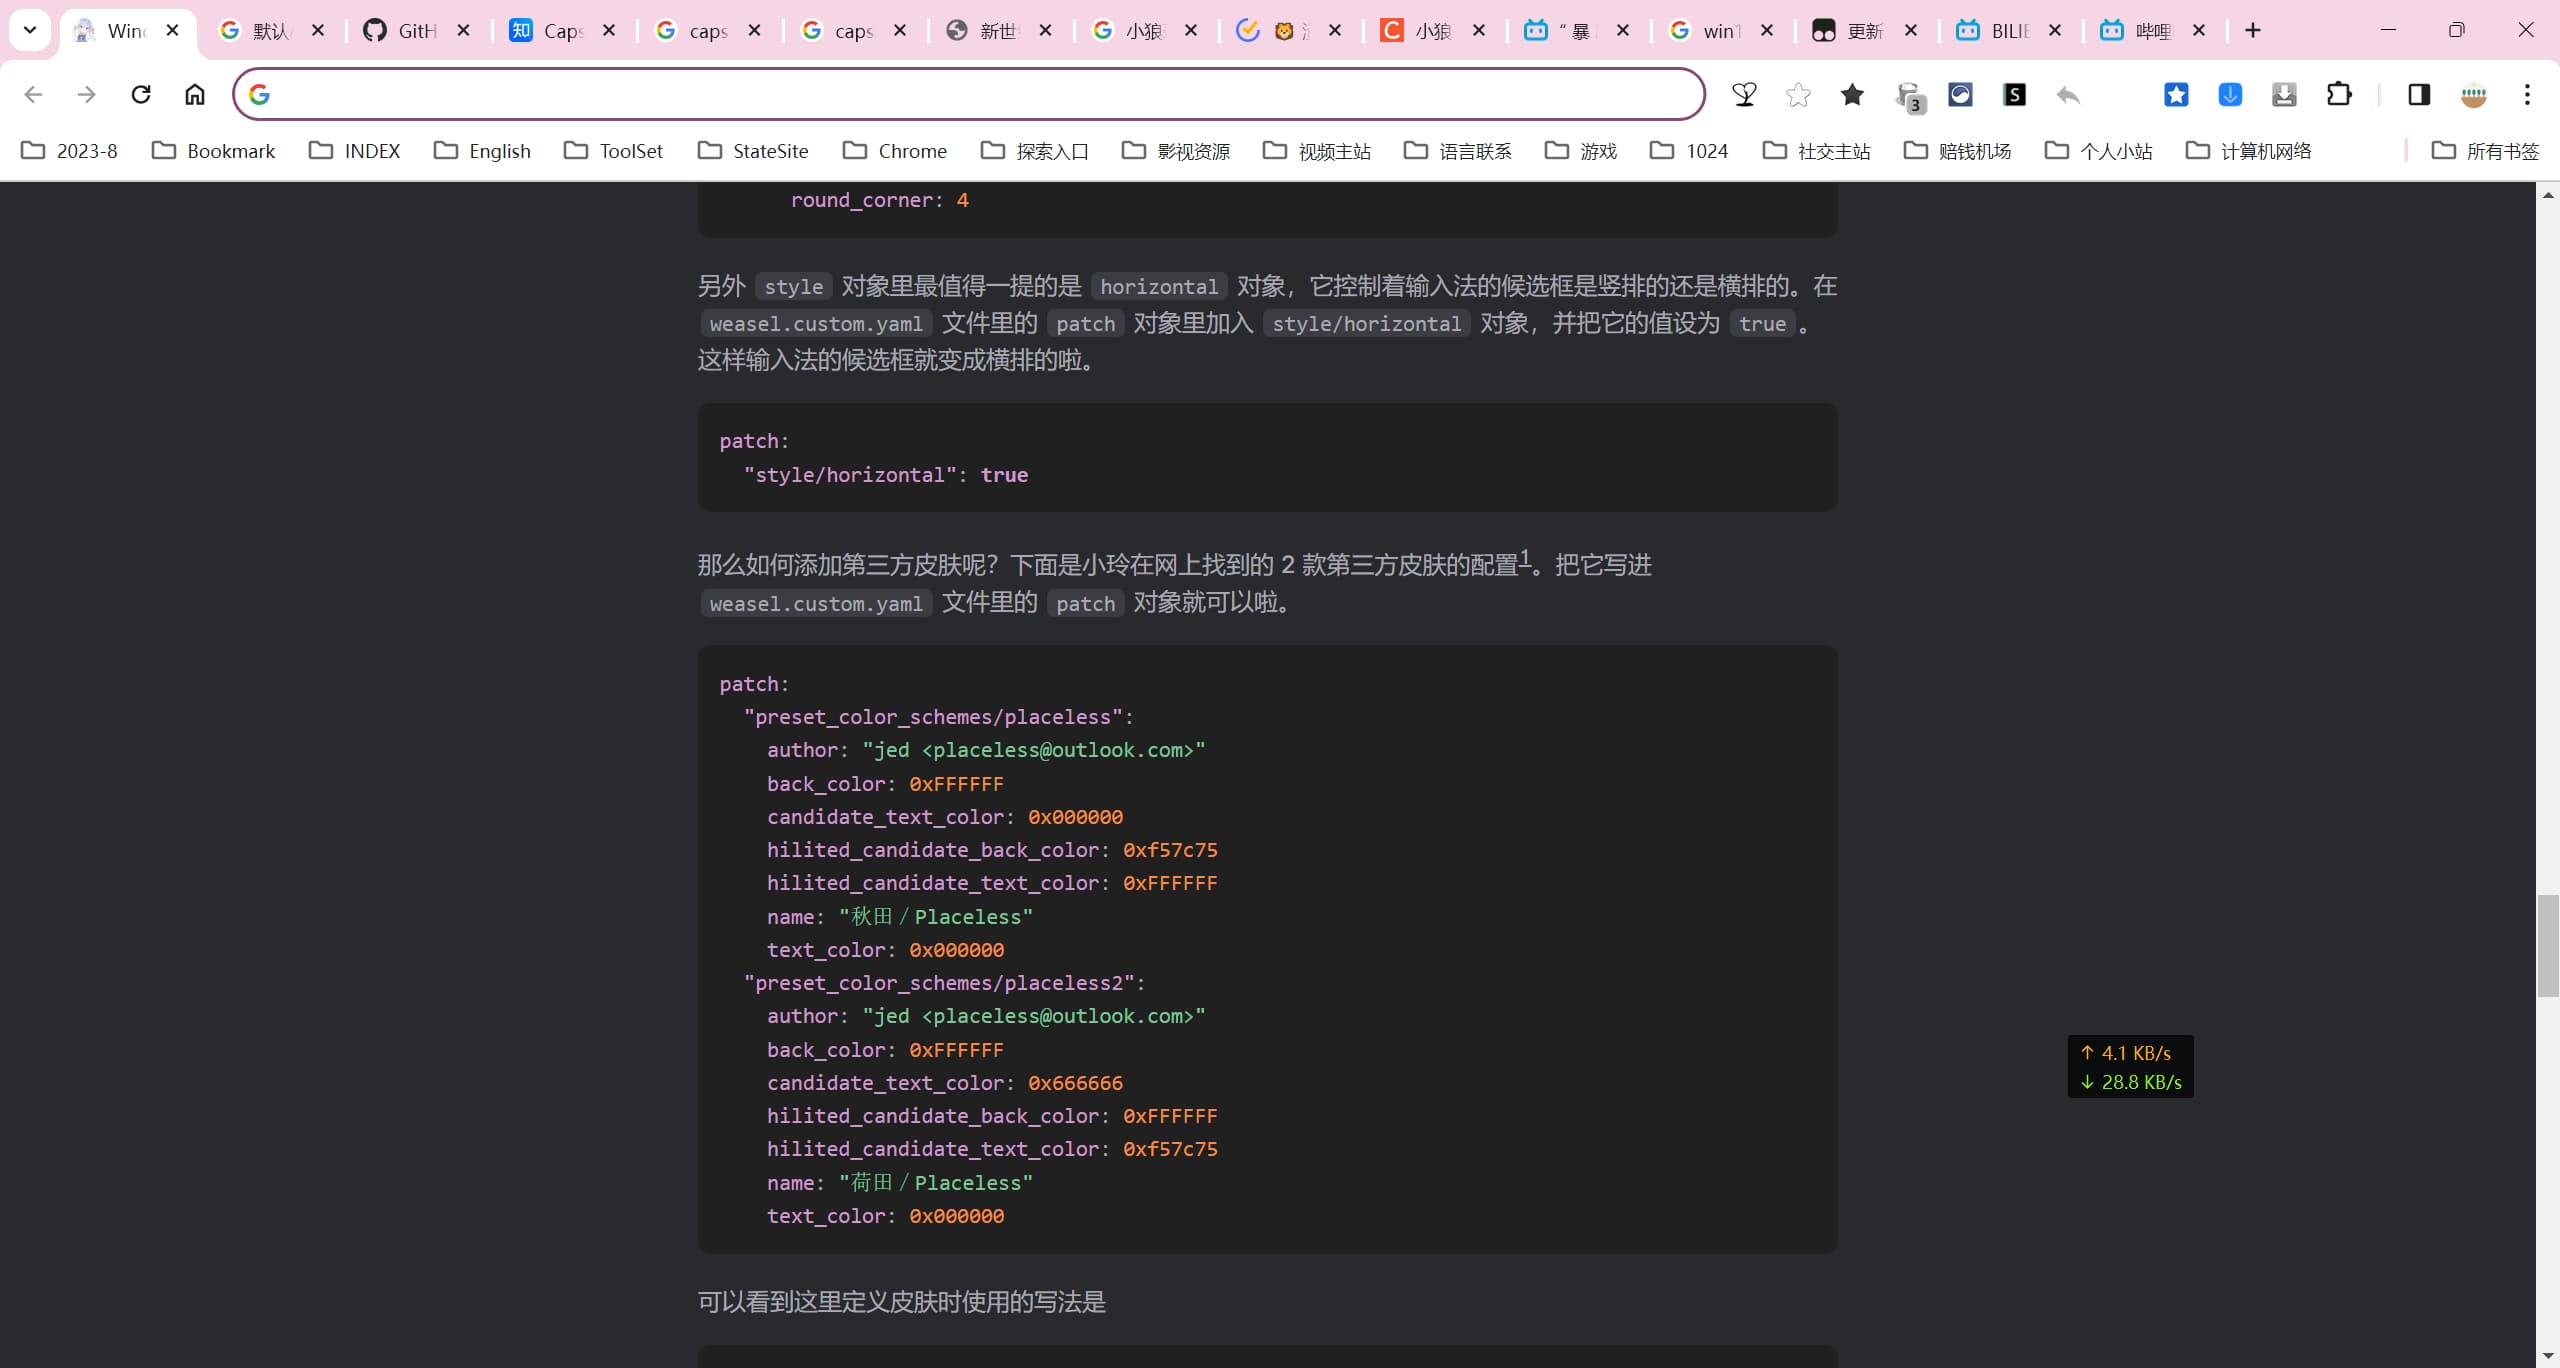 Win
默认
GitH
知 Caps
caps
caps
新世
小狼
小狼
“暴
win1
更新
BILIE
哔哩
3
S
2023-8 Bookmark INDEX English ToolSet StateSite Chrome 探索入口 影视资源 视频主站 语言联系 游戏 1024 社交主站 赔钱机场 个人小站 计算机网络 所有书签
round_corner: 4
另外 style 对象里最值得一提的是 horizontal 对象，它控制着输入法的候选框是竖排的还是横排的。在
weasel.custom.yaml 文件里的 patch 对象里加入 style/horizontal 对象，并把它的值设为 true 。
这样输入法的候选框就变成横排的啦。
patch:
"style/horizontal": true
那么如何添加第三方皮肤呢？下面是小玲在网上找到的 2 款第三方皮肤的配置1。把它写进
weasel.custom.yaml 文件里的 patch 对象就可以啦。
patch:
"preset_color_schemes/placeless":
author: "jed <placeless@outlook.com>"
back_color: 0xFFFFFF
candidate_text_color: 0x000000
hilited_candidate_back_color: 0xf57c75
hilited_candidate_text_color: 0xFFFFFF
name: "秋田／Placeless"
text_color: 0x000000
"preset_color_schemes/placeless2":
author: "jed <placeless@outlook.com>"
back_color: 0xFFFFFF
candidate_text_color: 0x666666
hilited_candidate_back_color: 0xFFFFFF
hilited_candidate_text_color: 0xf57c75
name: "荷田／Placeless"
text_color: 0x000000
↑ 4.1 KB/s
↓ 28.8 KB/s
可以看到这里定义皮肤时使用的写法是